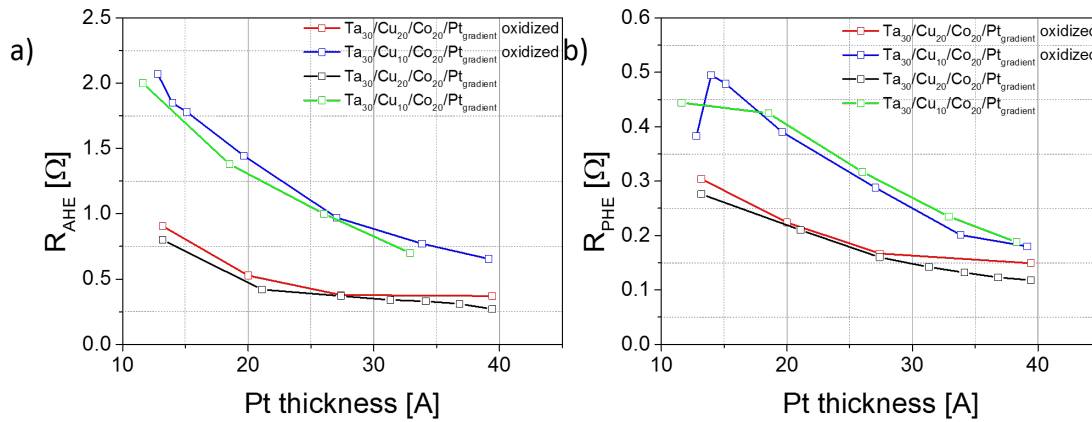 a)
Ta30/Cu20/Co20/Ptgradient oxidized
Ta30/Cu10/Co20/Ptgradient oxidized
Ta30/Cu20/Co20/Ptgradient
Ta30/Cu10/Co20/Ptgradient
2.5
2.0
1.5
1.0
0.5
0.0
RAHE [Ω]
10 20 30 40
Pt thickness [A]
b)
Ta30/Cu20/Co20/Ptgradient oxidized
Ta30/Cu10/Co20/Ptgradient oxidized
Ta30/Cu20/Co20/Ptgradient
Ta30/Cu10/Co20/Ptgradient
0.6
0.5
0.4
0.3
0.2
0.1
0.0
RPHE [Ω]
10 20 30 40
Pt thickness [A]